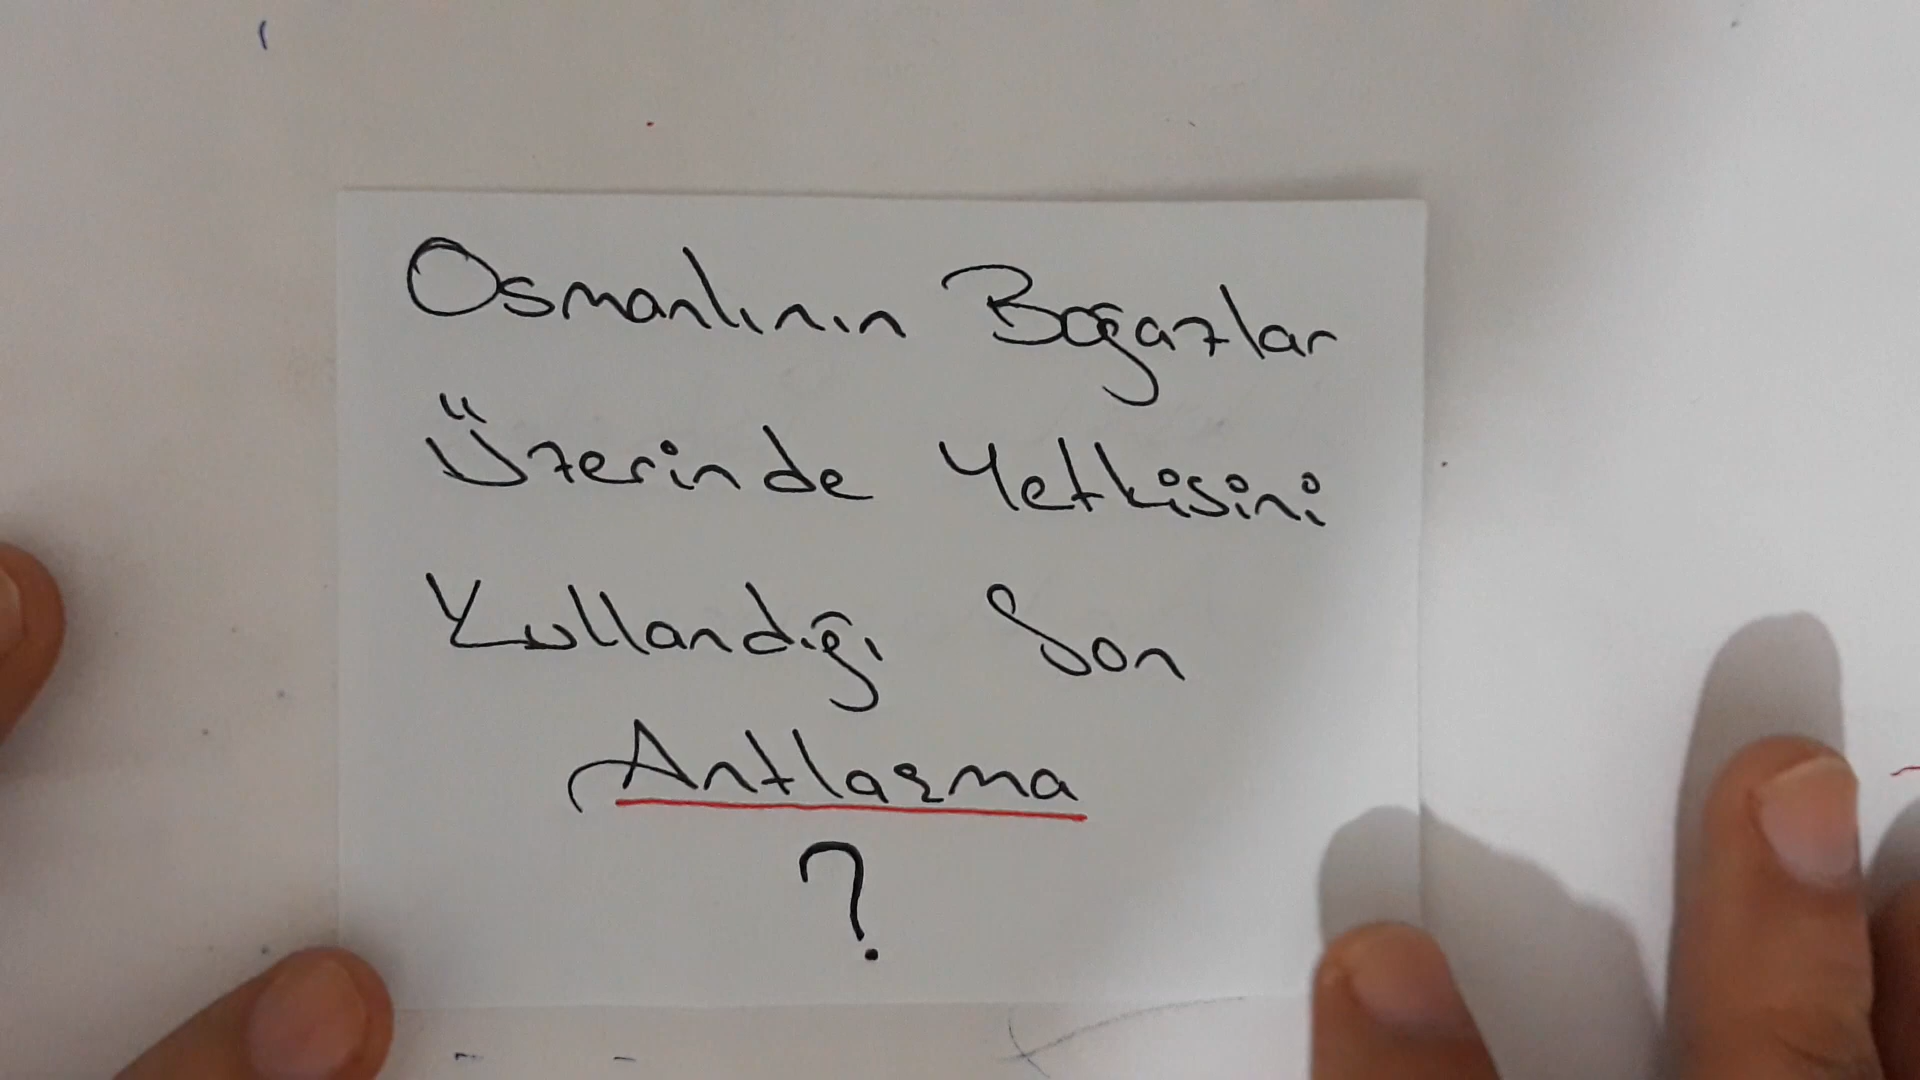 Osmanlının Boğazlar
Üzerinde Yetkisini
Kullandığı Son
Antlaşma
?